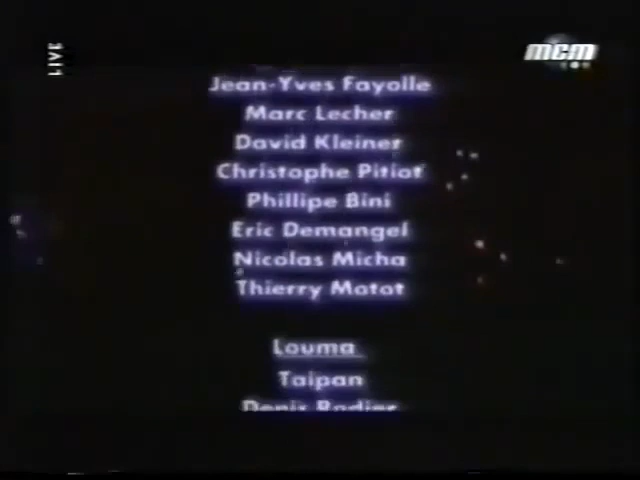 LIVE
mcm
Jean-Yves Fayolle
Marc Lecher
David Kleiner
Christophe Pitiot
Phillipe Bini
Eric Demangel
Nicolas Micha
Thierry Matot
Louma
Taipan